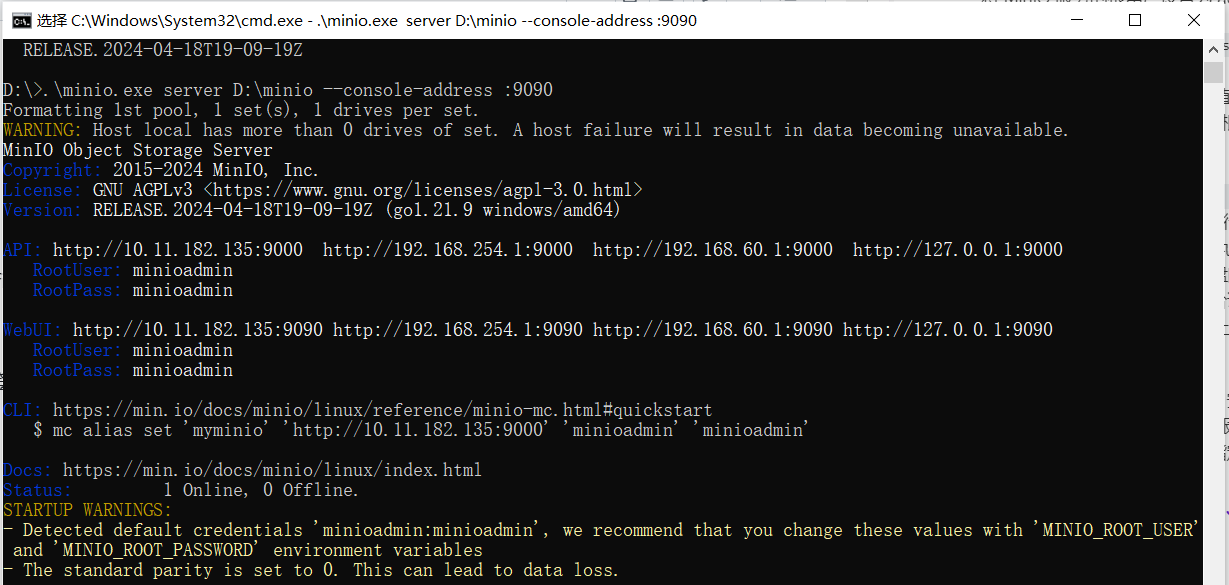 选择 C:\Windows\System32\cmd.exe - .\minio.exe server D:\minio --console-address :9090
RELEASE.2024-04-18T19-09-19Z
D:\>.\minio.exe server D:\minio --console-address :9090
Formatting 1st pool, 1 set(s), 1 drives per set.
WARNING: Host local has more than 0 drives of set. A host failure will result in data becoming unavailable.
MinIO Object Storage Server
Copyright: 2015-2024 MinIO, Inc.
License: GNU AGPLv3 <https://www.gnu.org/licenses/agpl-3.0.html>
Version: RELEASE.2024-04-18T19-09-19Z (go1.21.9 windows/amd64)
API: http://10.11.182.135:9000  http://192.168.254.1:9000  http://192.168.60.1:9000  http://127.0.0.1:9000
RootUser: minioadmin
RootPass: minioadmin
WebUI: http://10.11.182.135:9090 http://192.168.254.1:9090 http://192.168.60.1:9090 http://127.0.0.1:9090
RootUser: minioadmin
RootPass: minioadmin
CLI: https://min.io/docs/minio/linux/reference/minio-mc.html#quickstart
$ mc alias set 'myminio' 'http://10.11.182.135:9000' 'minioadmin' 'minioadmin'
Docs: https://min.io/docs/minio/linux/index.html
Status:         1 Online, 0 Offline.
STARTUP WARNINGS:
- Detected default credentials 'minioadmin:minioadmin', we recommend that you change these values with 'MINIO_ROOT_USER'
and 'MINIO_ROOT_PASSWORD' environment variables
- The standard parity is set to 0. This can lead to data loss.